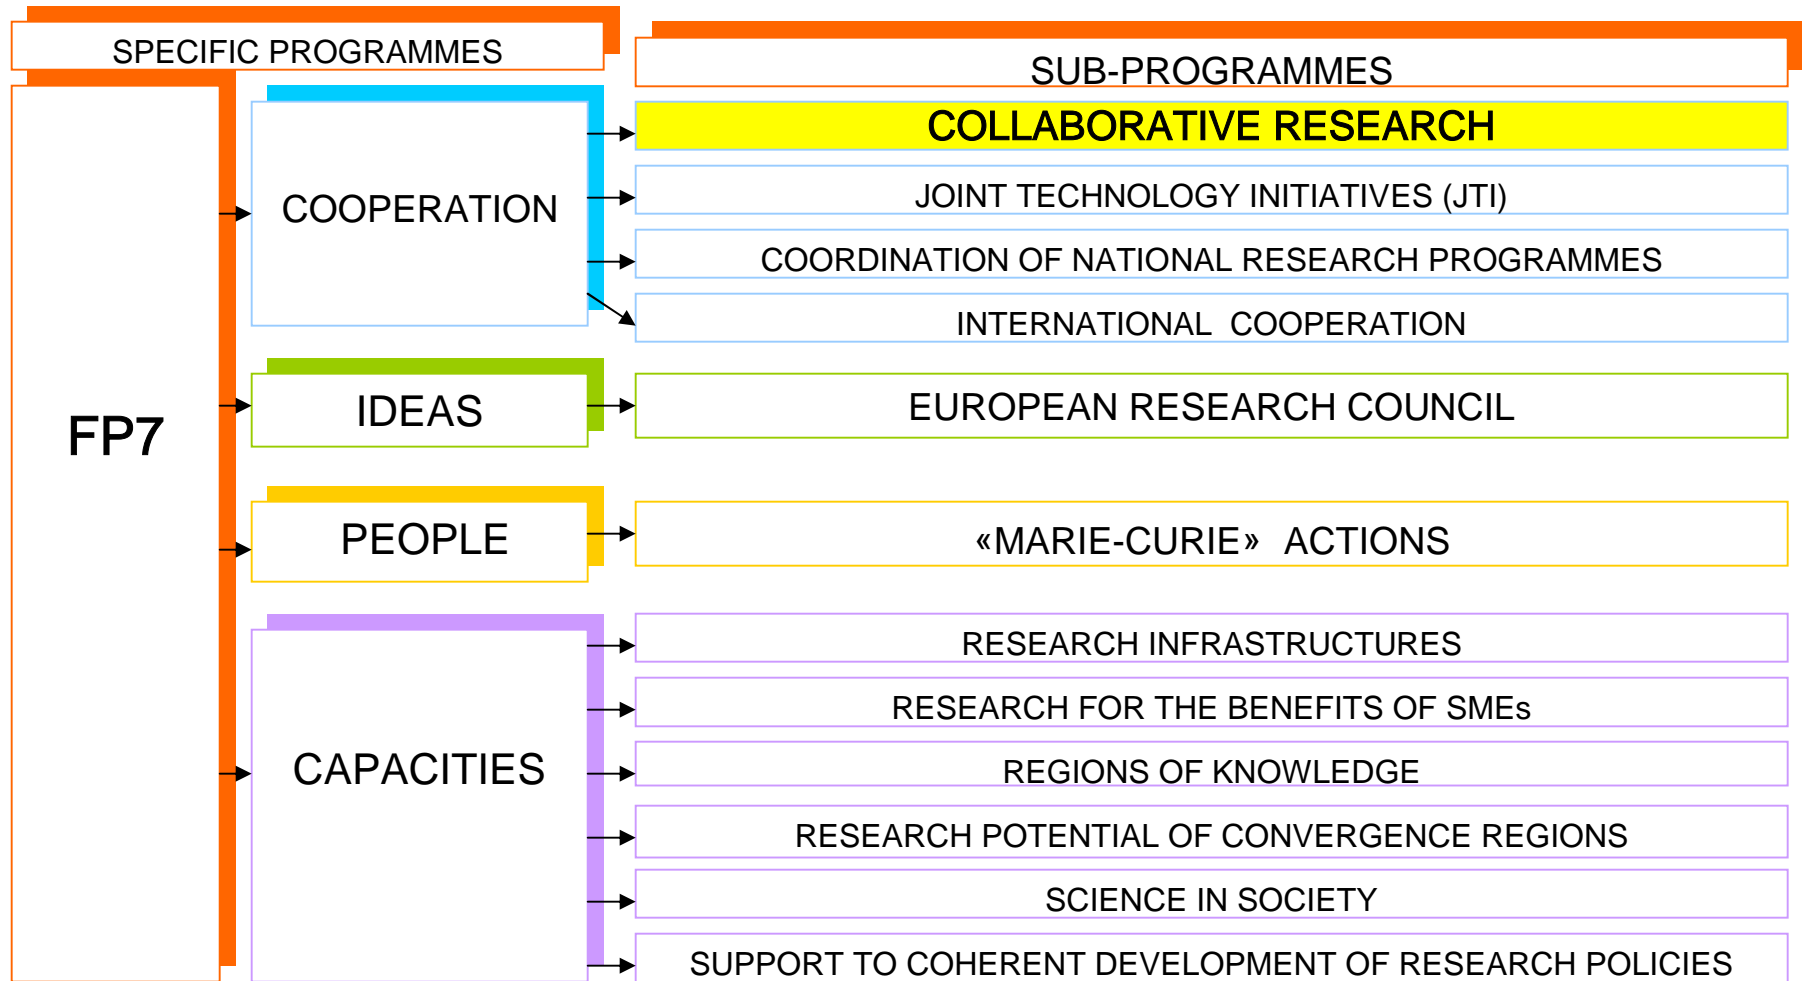 SPECIFIC PROGRAMMES
SUB-PROGRAMMES
FP7
COOPERATION
COLLABORATIVE RESEARCH
JOINT TECHNOLOGY INITIATIVES (JTI)
COORDINATION OF NATIONAL RESEARCH PROGRAMMES
INTERNATIONAL COOPERATION
IDEAS
EUROPEAN RESEARCH COUNCIL
PEOPLE
«MARIE-CURIE» ACTIONS
CAPACITIES
RESEARCH INFRASTRUCTURES
RESEARCH FOR THE BENEFITS OF SMEs
REGIONS OF KNOWLEDGE
RESEARCH POTENTIAL OF CONVERGENCE REGIONS
SCIENCE IN SOCIETY
SUPPORT TO COHERENT DEVELOPMENT OF RESEARCH POLICIES